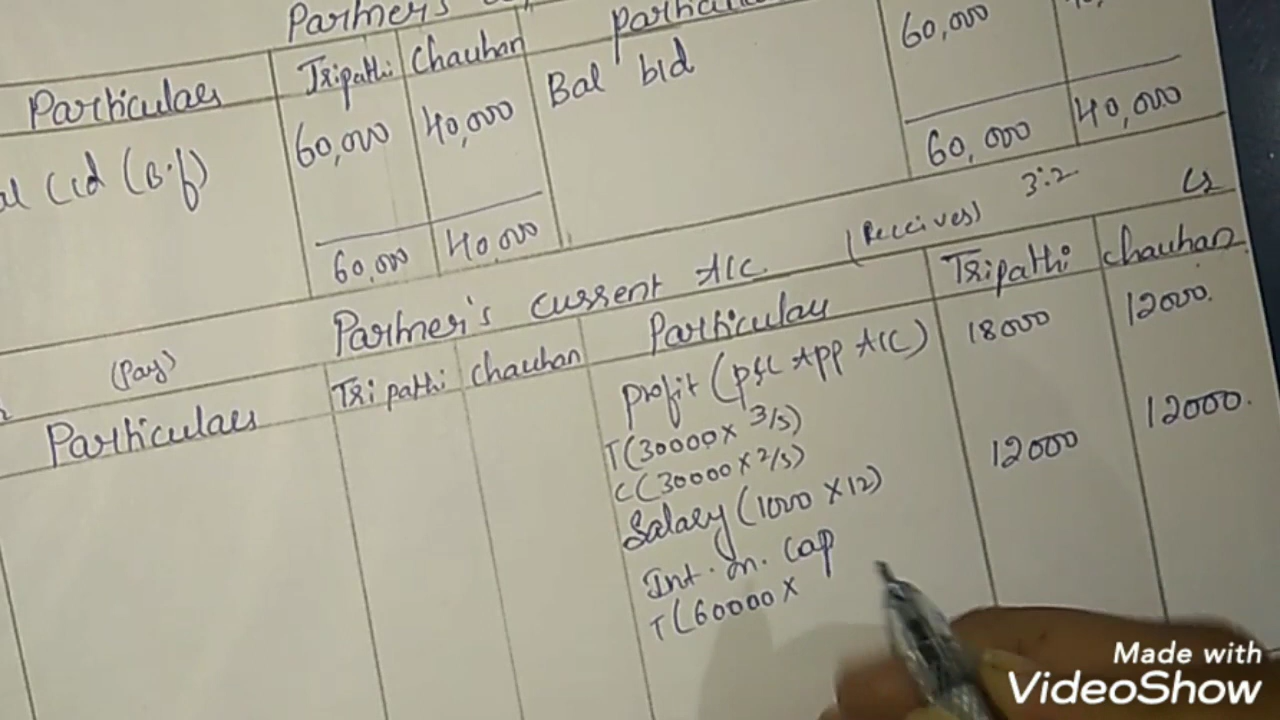 Partner's
Particulars Tripathi Chauhan 60,000
Bal b/d
60,000 40,000
C/d (B.f)
60,000 40,000
60,000 40,000
3:2
Partner's current A/C (Receives) Cr
(Pay)
Particulars Tripathi Chauhan Particulars Tripathi Chauhan
Profit (P&L App A/C) 18000 12000.
T(30000 x 3/5)
C(30000 x 2/5)
Salary (1000 x 12) 12000 12000.
Int. on. cap
T(60000 x
Made with
VideoShow